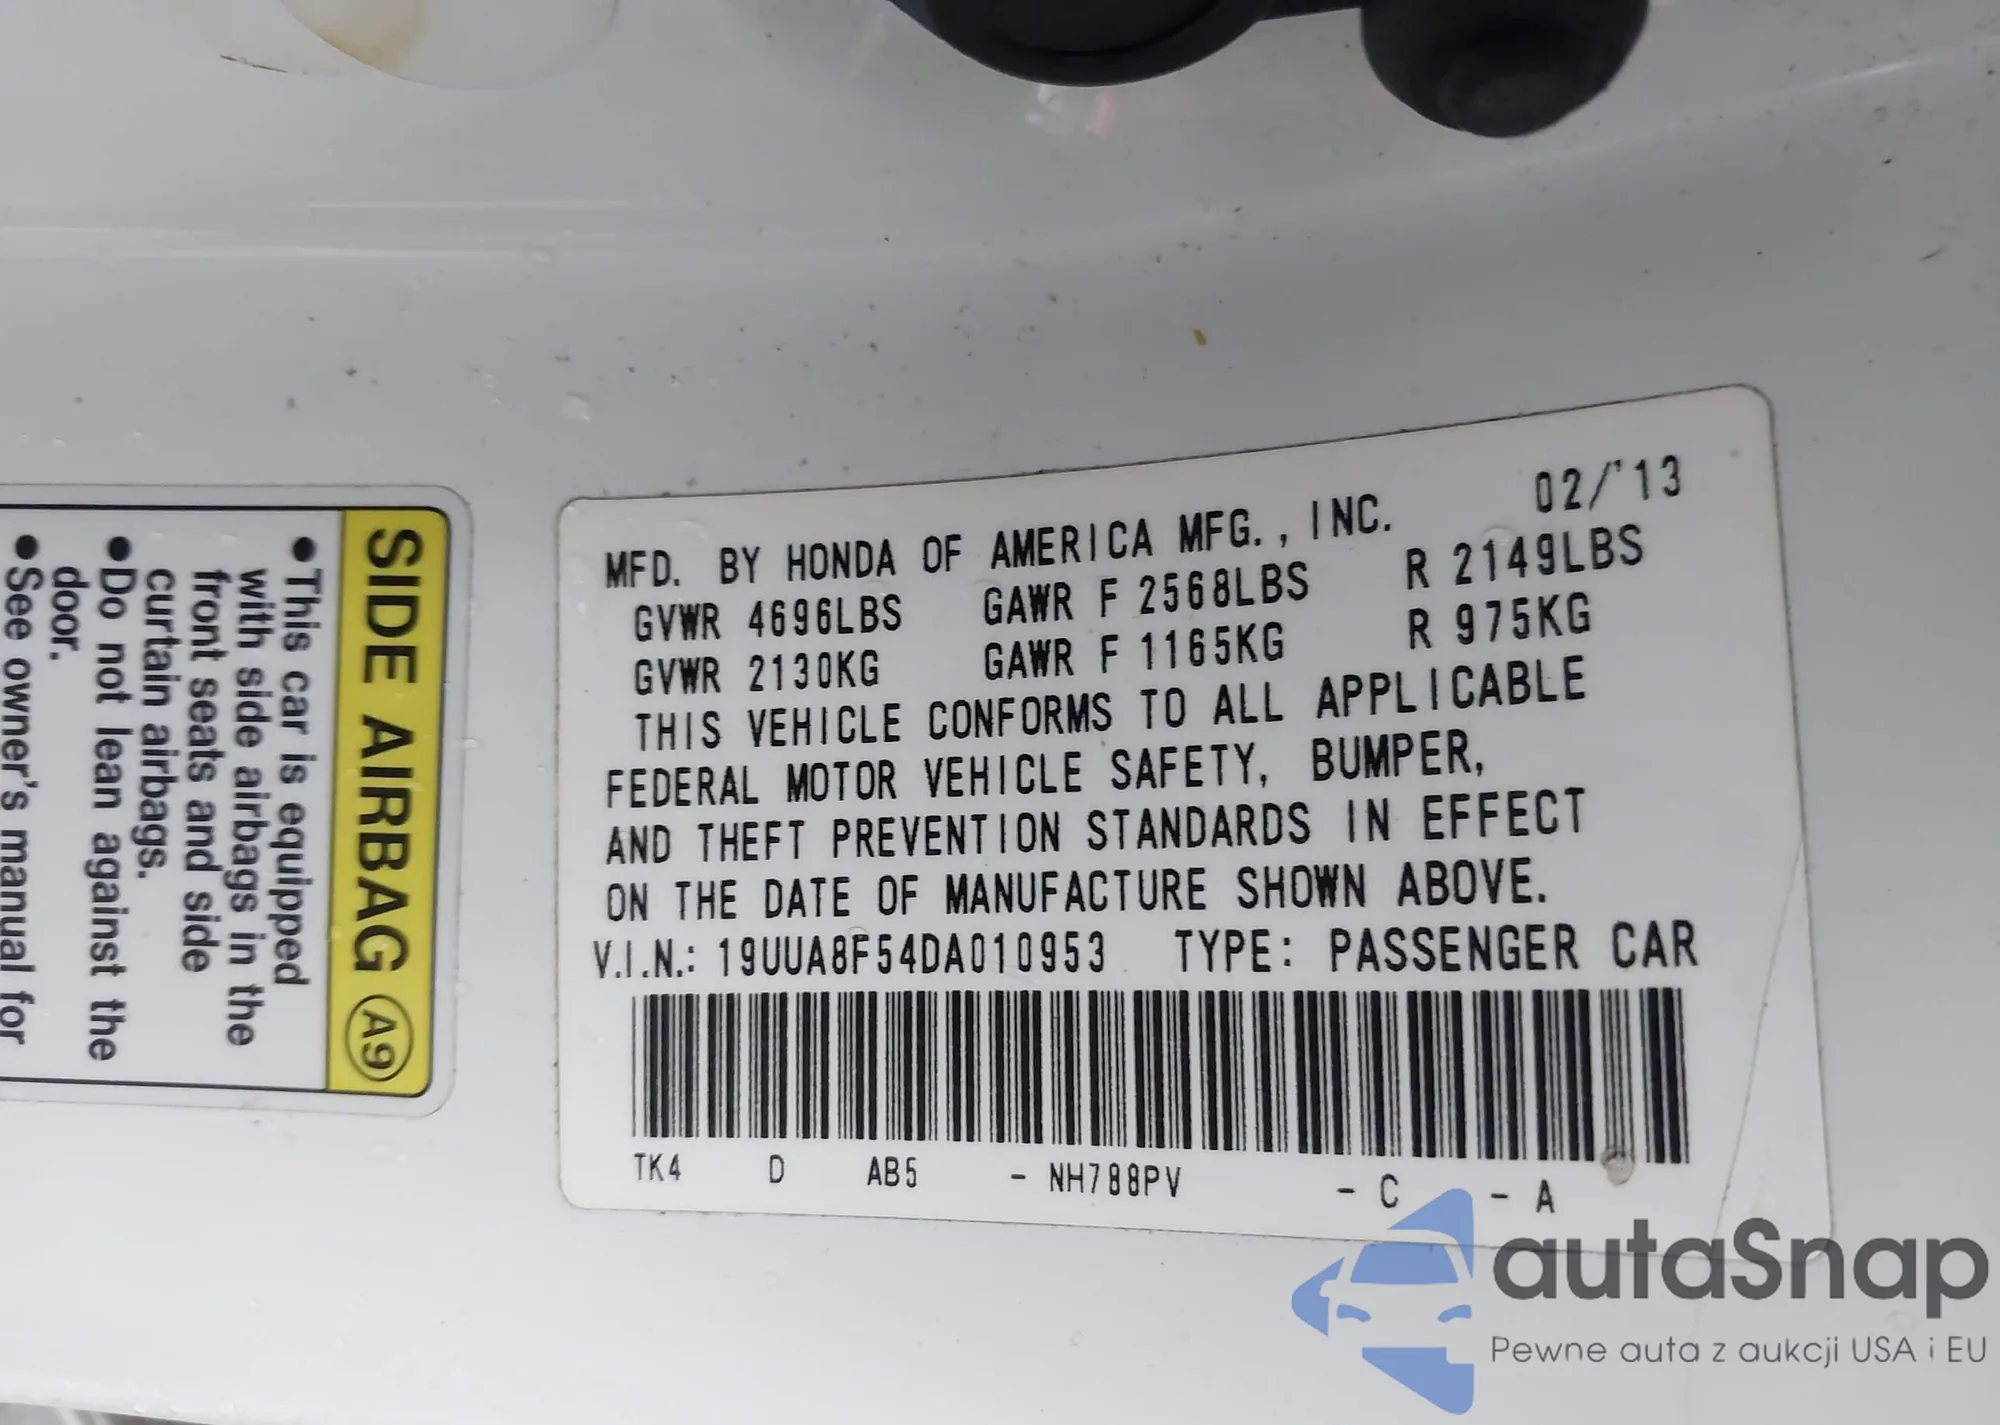 SIDE AIRBAG A9
●This car is equipped
with side airbags in the
front seats and side
curtain airbags.
●Do not lean against the
door.
●See owner's manual for
02/'13
MFD. BY HONDA OF AMERICA MFG., INC.
GVWR 4696LBS GAWR F 2568LBS R 2149LBS
GVWR 2130KG GAWR F 1165KG R 975KG
THIS VEHICLE CONFORMS TO ALL APPLICABLE
FEDERAL MOTOR VEHICLE SAFETY, BUMPER,
AND THEFT PREVENTION STANDARDS IN EFFECT
ON THE DATE OF MANUFACTURE SHOWN ABOVE.
V.I.N.: 19UUA8F54DA010953 TYPE: PASSENGER CAR
TK4 D AB5 - NH788PV - C - A
autaSnap
Pewne auta z aukcji USA i EU